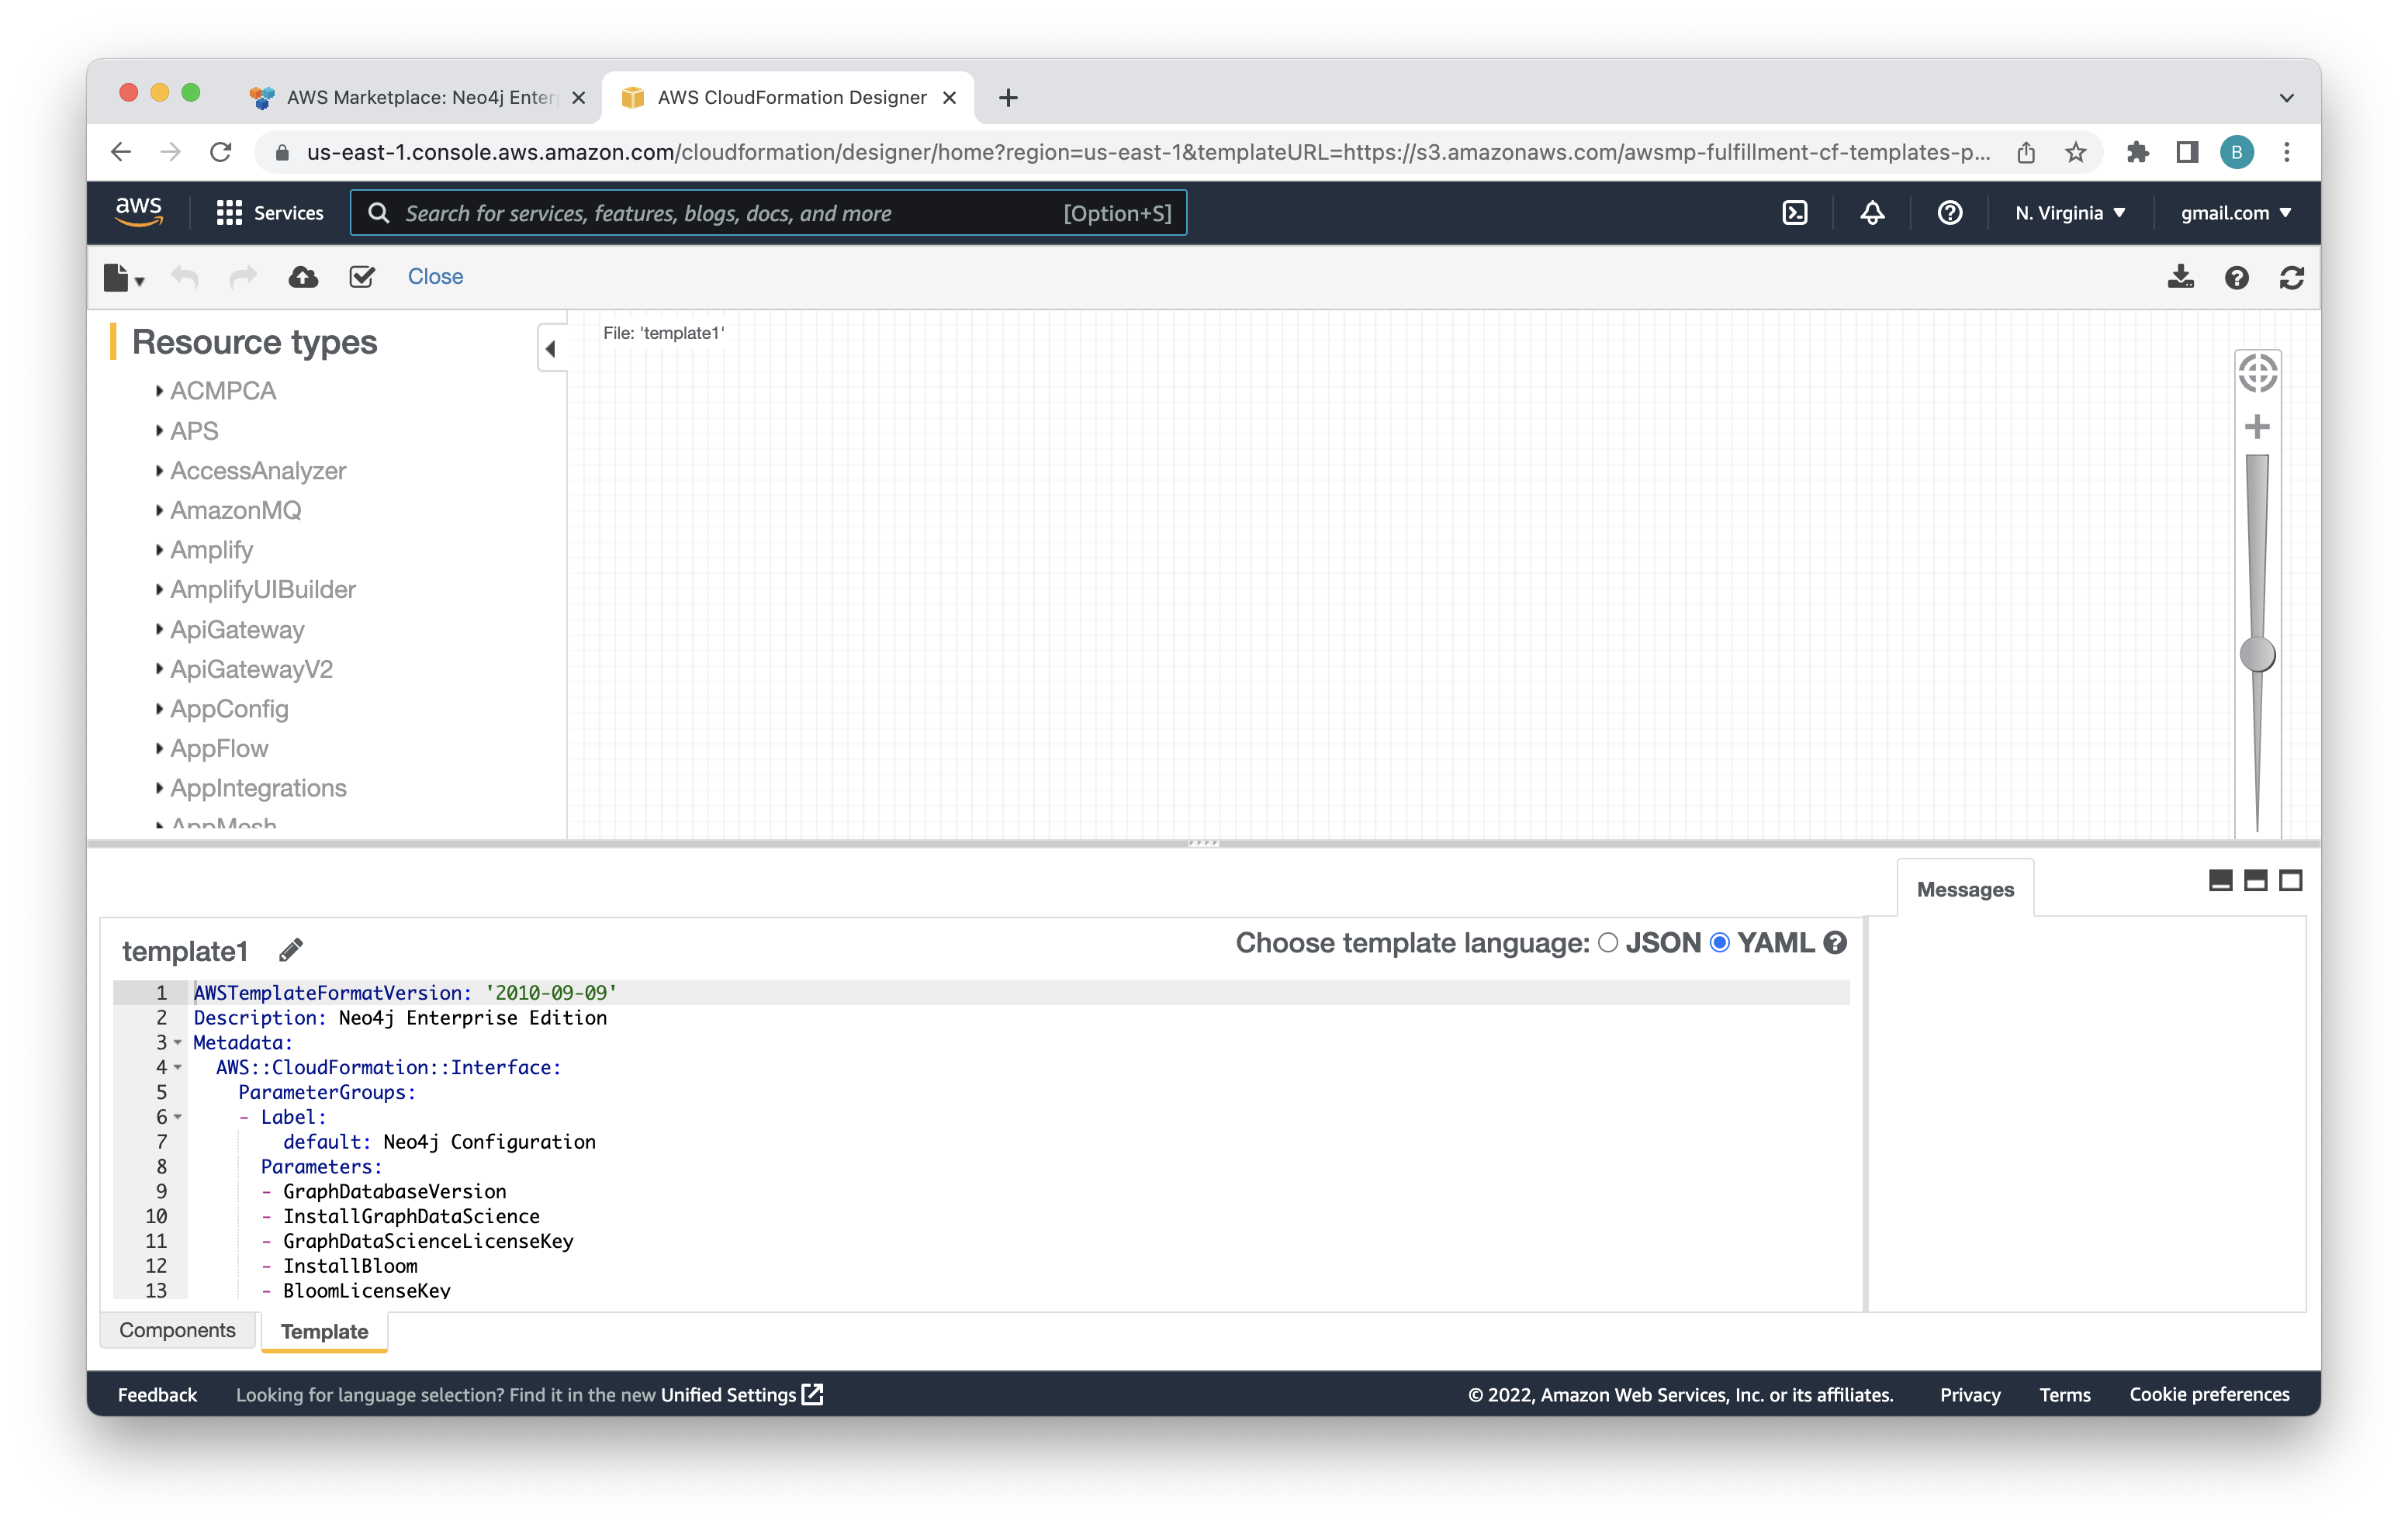 AWS Marketplace: Neo4j Enter
AWS CloudFormation Designer
us-east-1.console.aws.amazon.com/cloudformation/designer/home?region=us-east-1&templateURL=https://s3.amazonaws.com/awsmp-fulfillment-cf-templates-p...
B
aws
Services
Search for services, features, blogs, docs, and more
[Option+S]
N. Virginia
gmail.com
Close
Resource types
File: 'template1'
ACMPCA
APS
AccessAnalyzer
AmazonMQ
Amplify
AmplifyUIBuilder
ApiGateway
ApiGatewayV2
AppConfig
AppFlow
AppIntegrations
AppMesh
Messages
template1
Choose template language: JSON YAML
1 AWSTemplateFormatVersion: '2010-09-09'
2 Description: Neo4j Enterprise Edition
3 Metadata:
4 AWS::CloudFormation::Interface:
5 ParameterGroups:
6 - Label:
7 default: Neo4j Configuration
8 Parameters:
9 - GraphDatabaseVersion
10 - InstallGraphDataScience
11 - GraphDataScienceLicenseKey
12 - InstallBloom
13 - BloomLicenseKey
Components
Template
Feedback
Looking for language selection? Find it in the new Unified Settings
© 2022, Amazon Web Services, Inc. or its affiliates.
Privacy
Terms
Cookie preferences